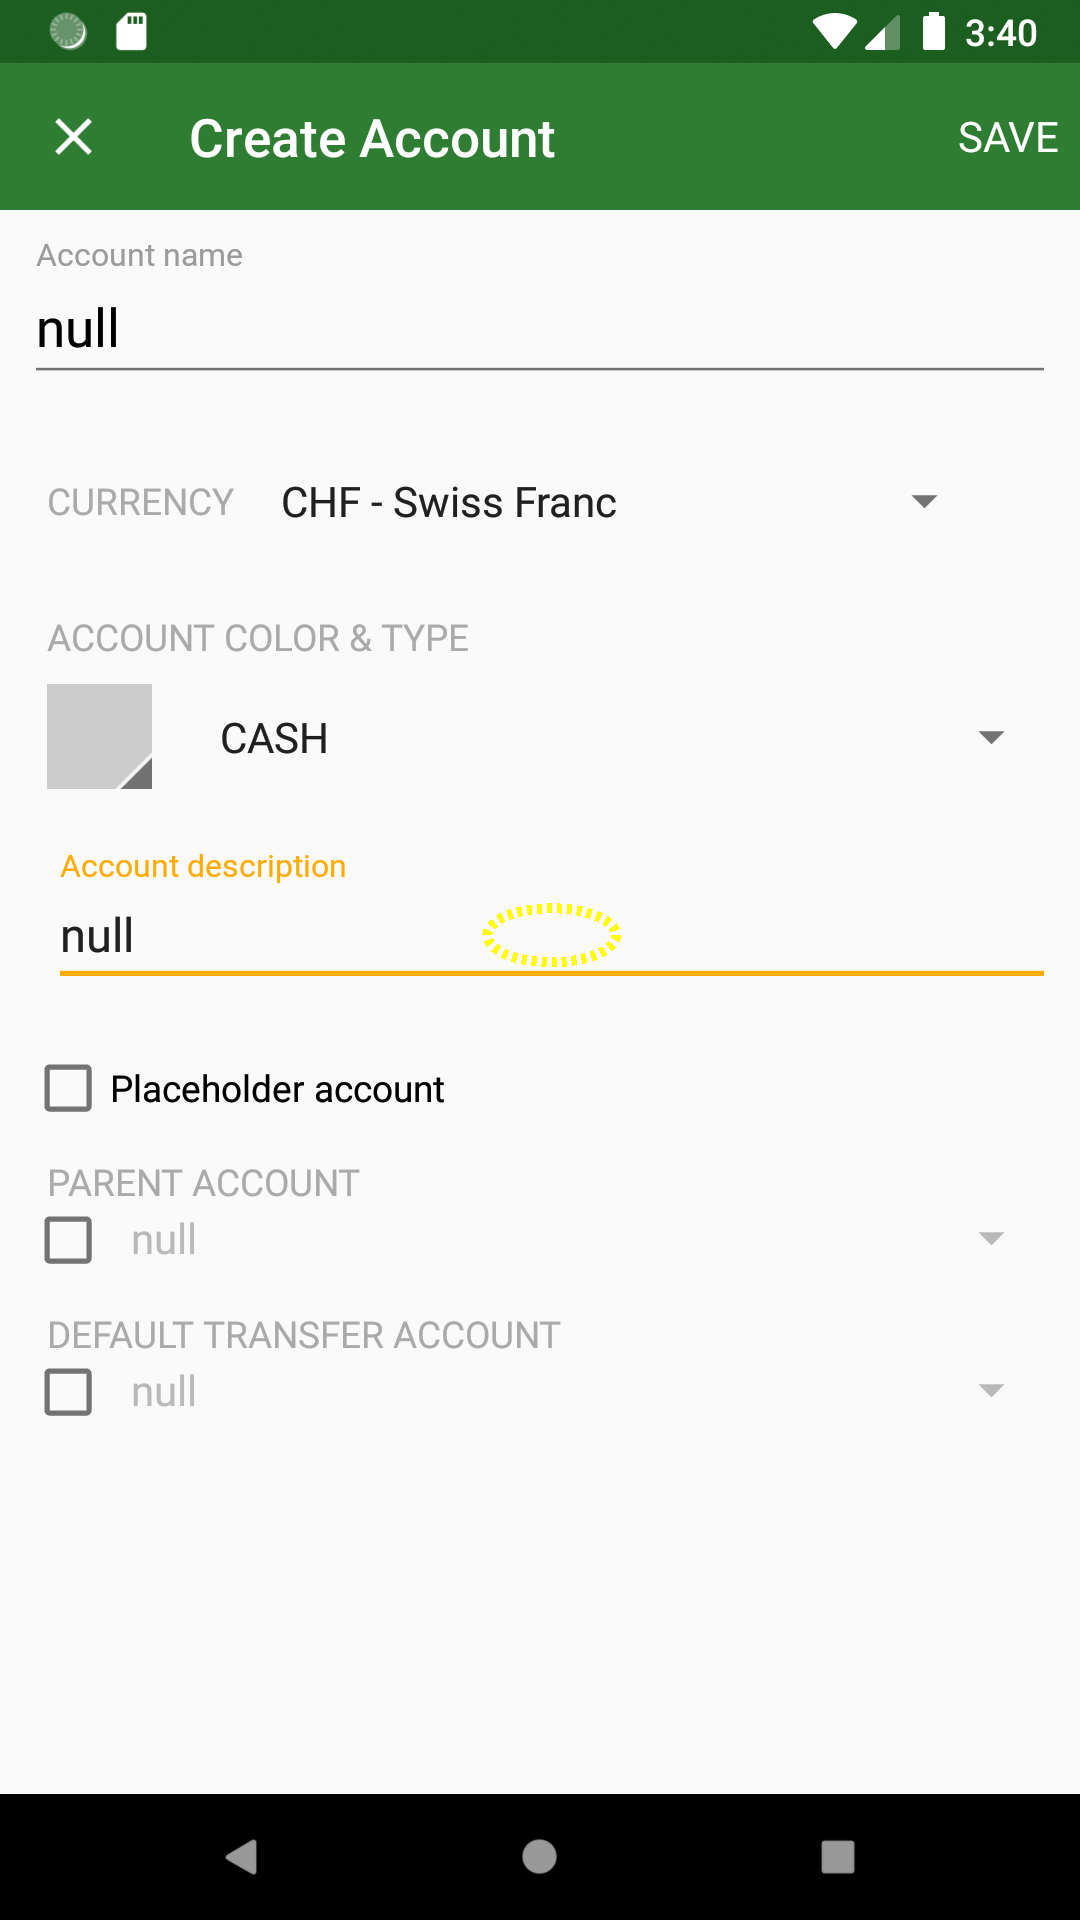 3:40
Create Account
SAVE
Account name
null
CURRENCY CHF - Swiss Franc
ACCOUNT COLOR & TYPE
CASH
Account description
null
Placeholder account
PARENT ACCOUNT
null
DEFAULT TRANSFER ACCOUNT
null